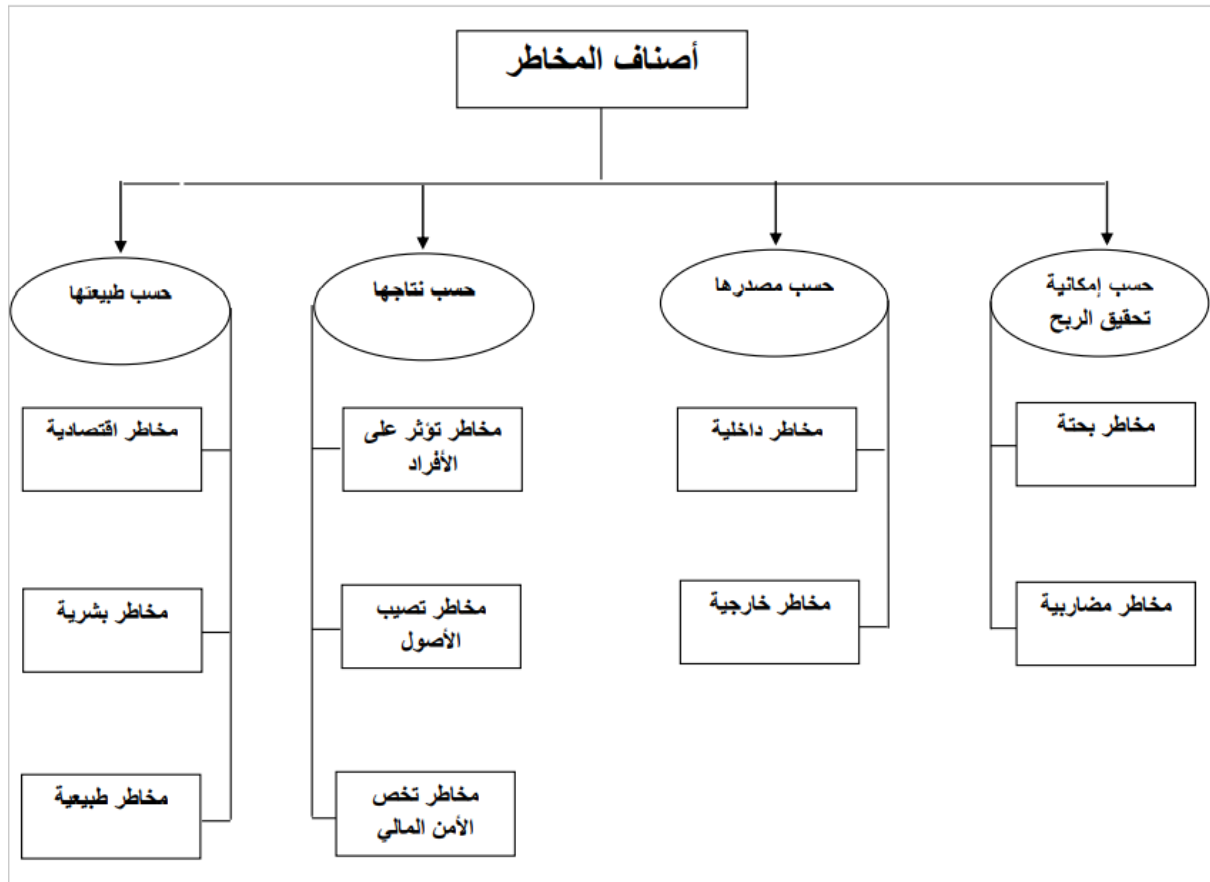 أصناف المخاطر
حسب إمكانية
تحقيق الربح
حسب مصدرها
حسب نتاجها
حسب طبيعتها
مخاطر بحتة
مخاطر داخلية
مخاطر تؤثر على
الأفراد
مخاطر اقتصادية
مخاطر مضاربية
مخاطر خارجية
مخاطر تصيب
الأصول
مخاطر بشرية
مخاطر تخص
الأمن المالي
مخاطر طبيعية